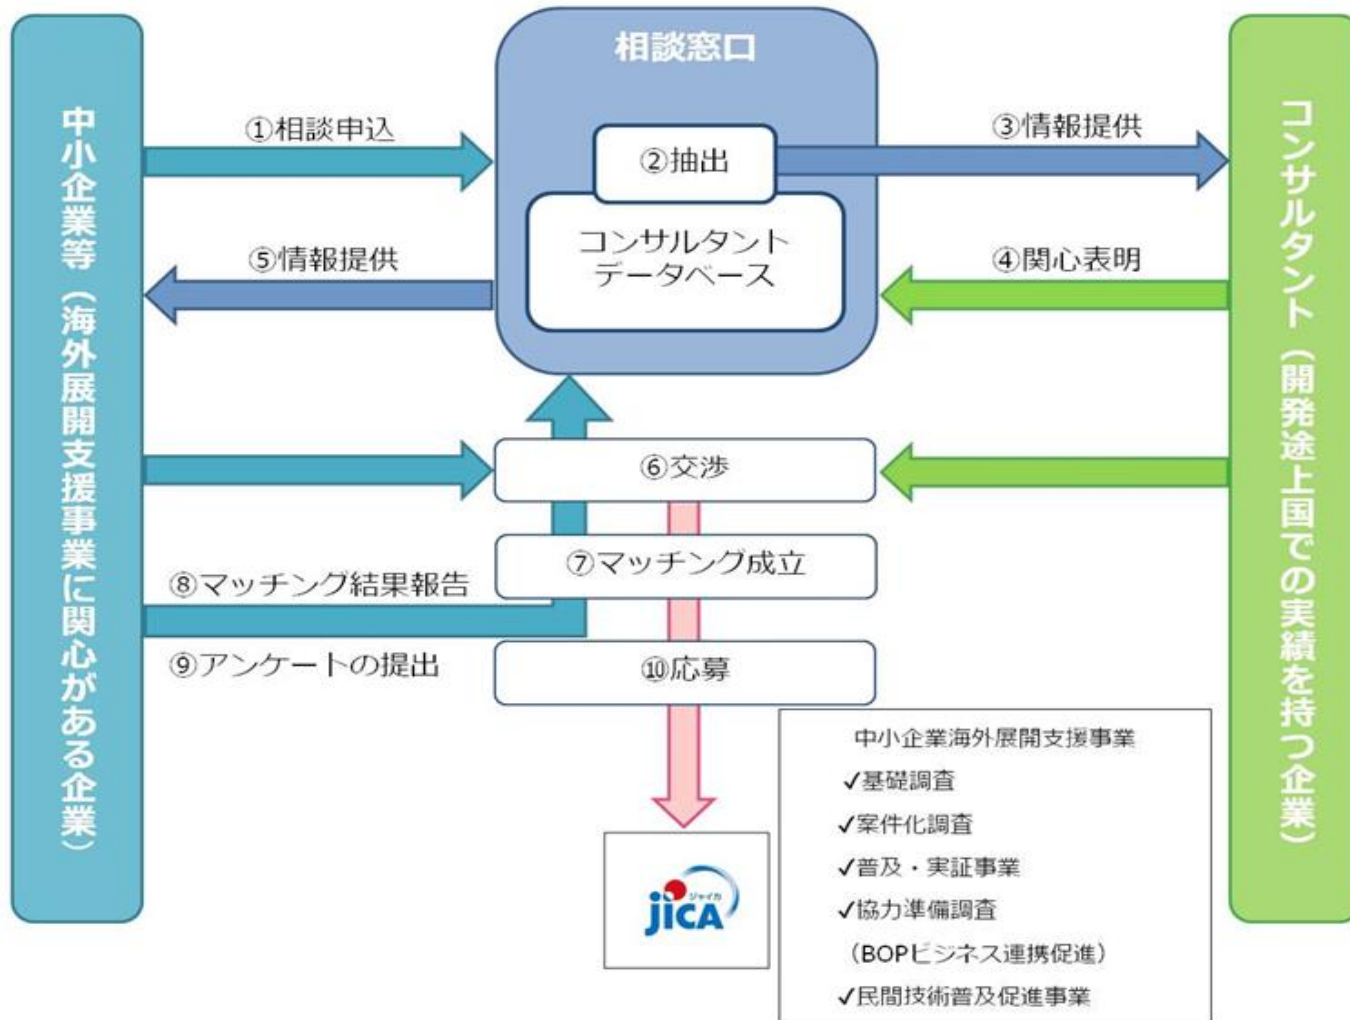 相談窓口
中小企業等（海外展開支援事業に関心がある企業）
①相談申込
②抽出
③情報提供
コンサルタント
データベース
⑤情報提供
④関心表明
コンサルタント（開発途上国での実績を持つ企業）
⑥交渉
⑦マッチング成立
⑧マッチング結果報告
⑨アンケートの提出
⑩応募
ジャイカ
jICA
中小企業海外展開支援事業
✓基礎調査
✓案件化調査
✓普及・実証事業
✓協力準備調査
（BOPビジネス連携促進）
✓民間技術普及促進事業